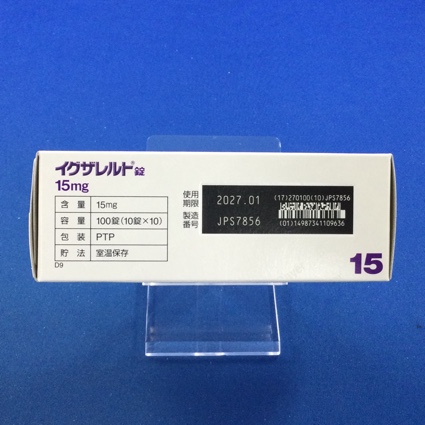 イグザレルト®錠
15mg
含量 15mg
容量 100錠(10錠×10)
包装 PTP
貯法 室温保存
D9
使用期限 2027.01
製造番号 JPS7856
(17)270100(10)JPS7856
(01)14987341109636
15